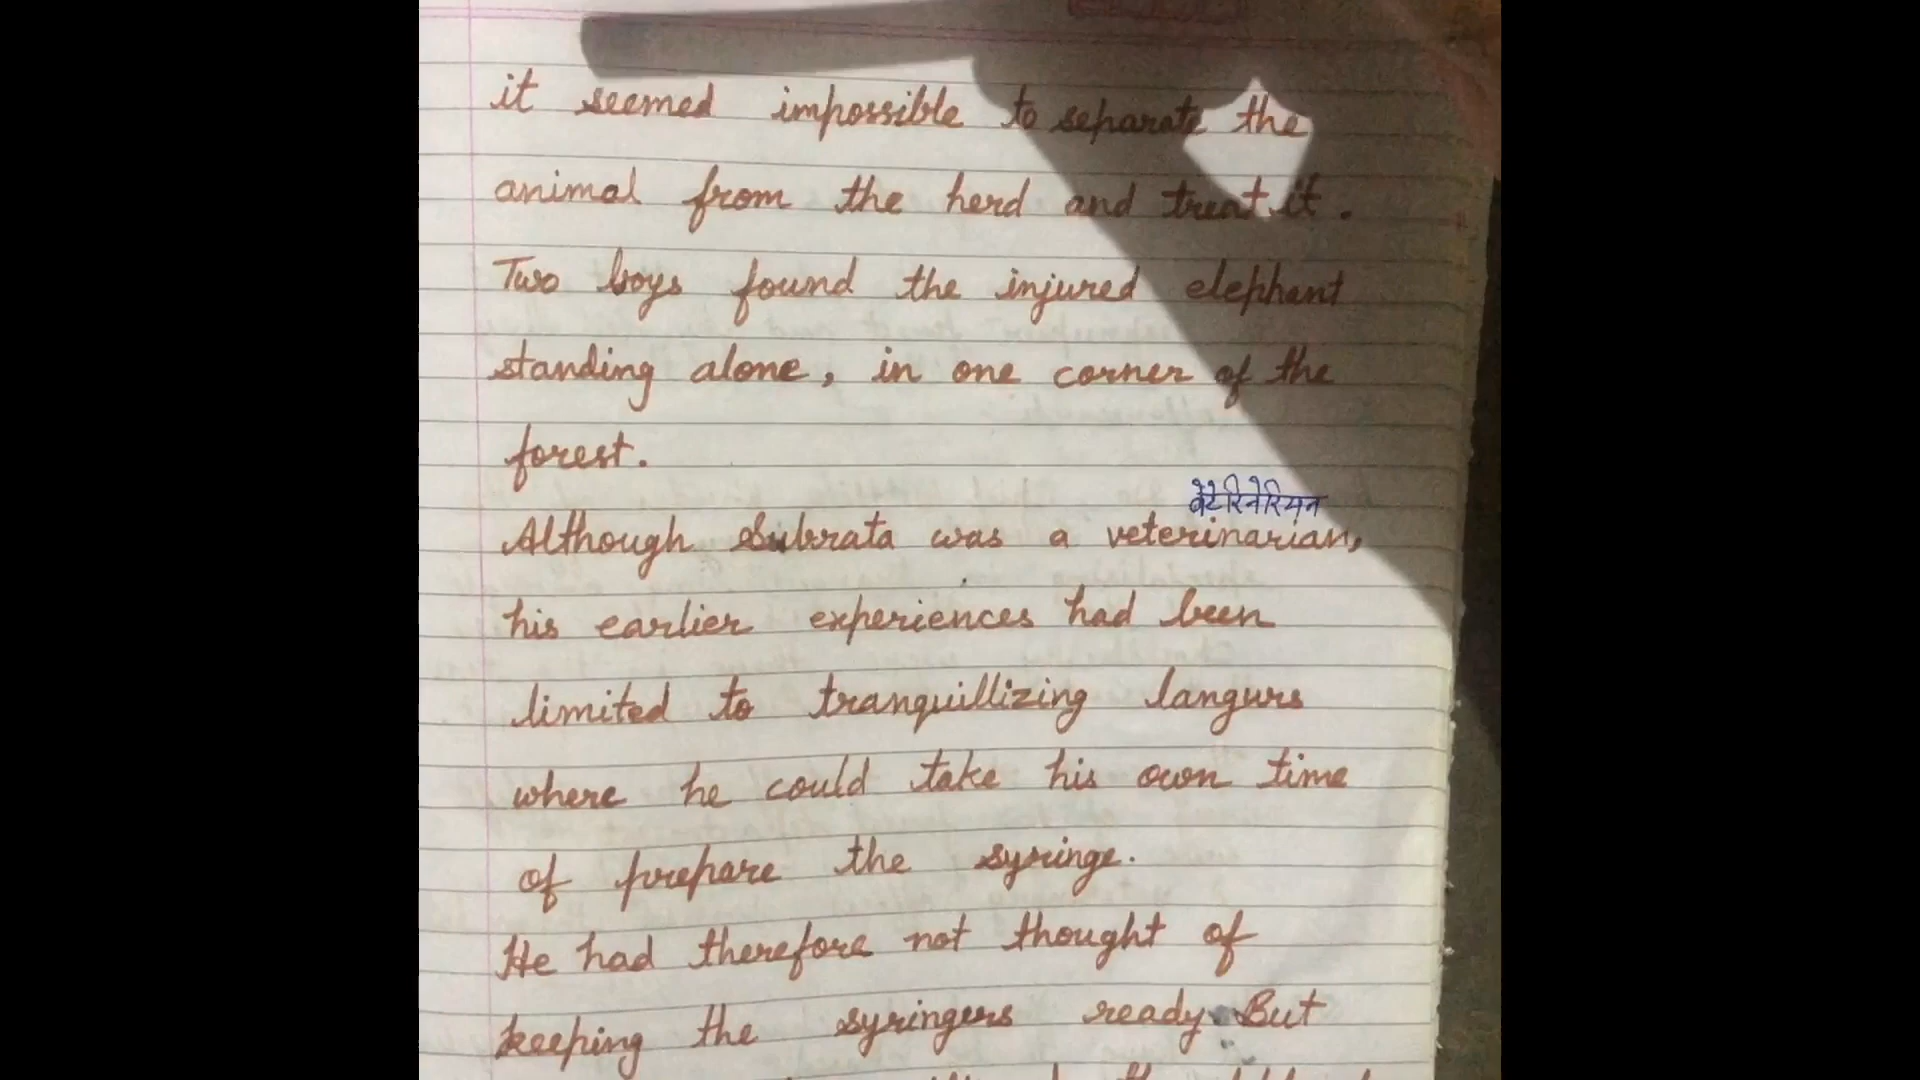 it seemed impossible to separate the
animal from the herd and treat it.
Two boys found the injured elephant
standing alone, in one corner of the
forest.
वेटेरिनेरियन
Although Subrata was a veterinarian,
his earlier experiences had been
limited to tranquillizing langurs
where he could take his own time
of prepare the syringe.
He had therefore not thought of
keeping the syringers ready. But